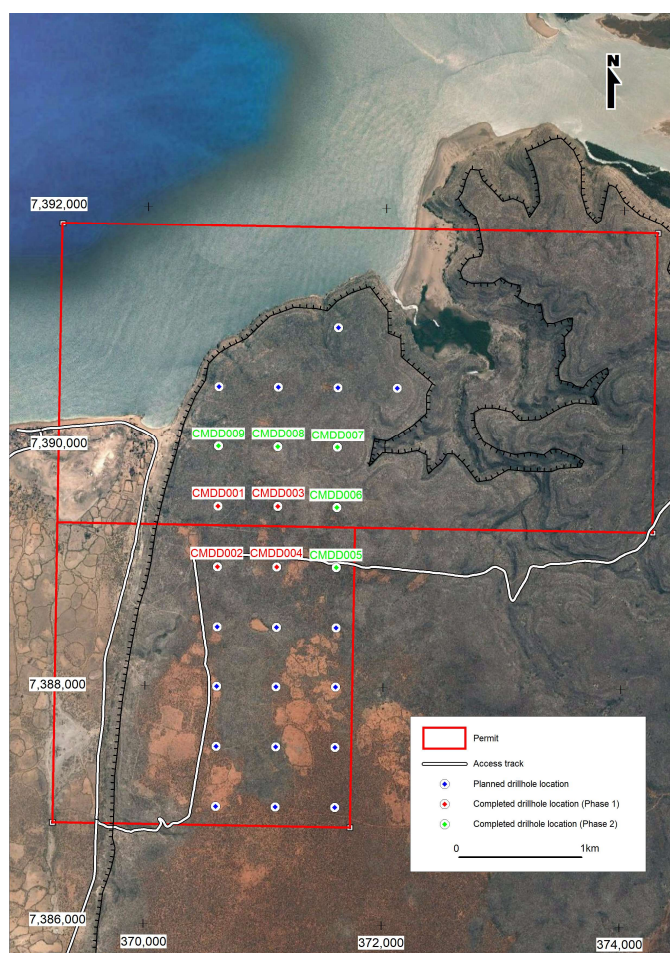 N
7,392,000
CMDD009
CMDD008
CMDD007
7,390,000
CMDD001
CMDD003
CMDD006
CMDD002
CMDD004
CMDD005
7,388,000
Permit
Access track
Planned drillhole location
Completed drillhole location (Phase 1)
Completed drillhole location (Phase 2)
0
1km
7,386,000
370,000
372,000
374,000